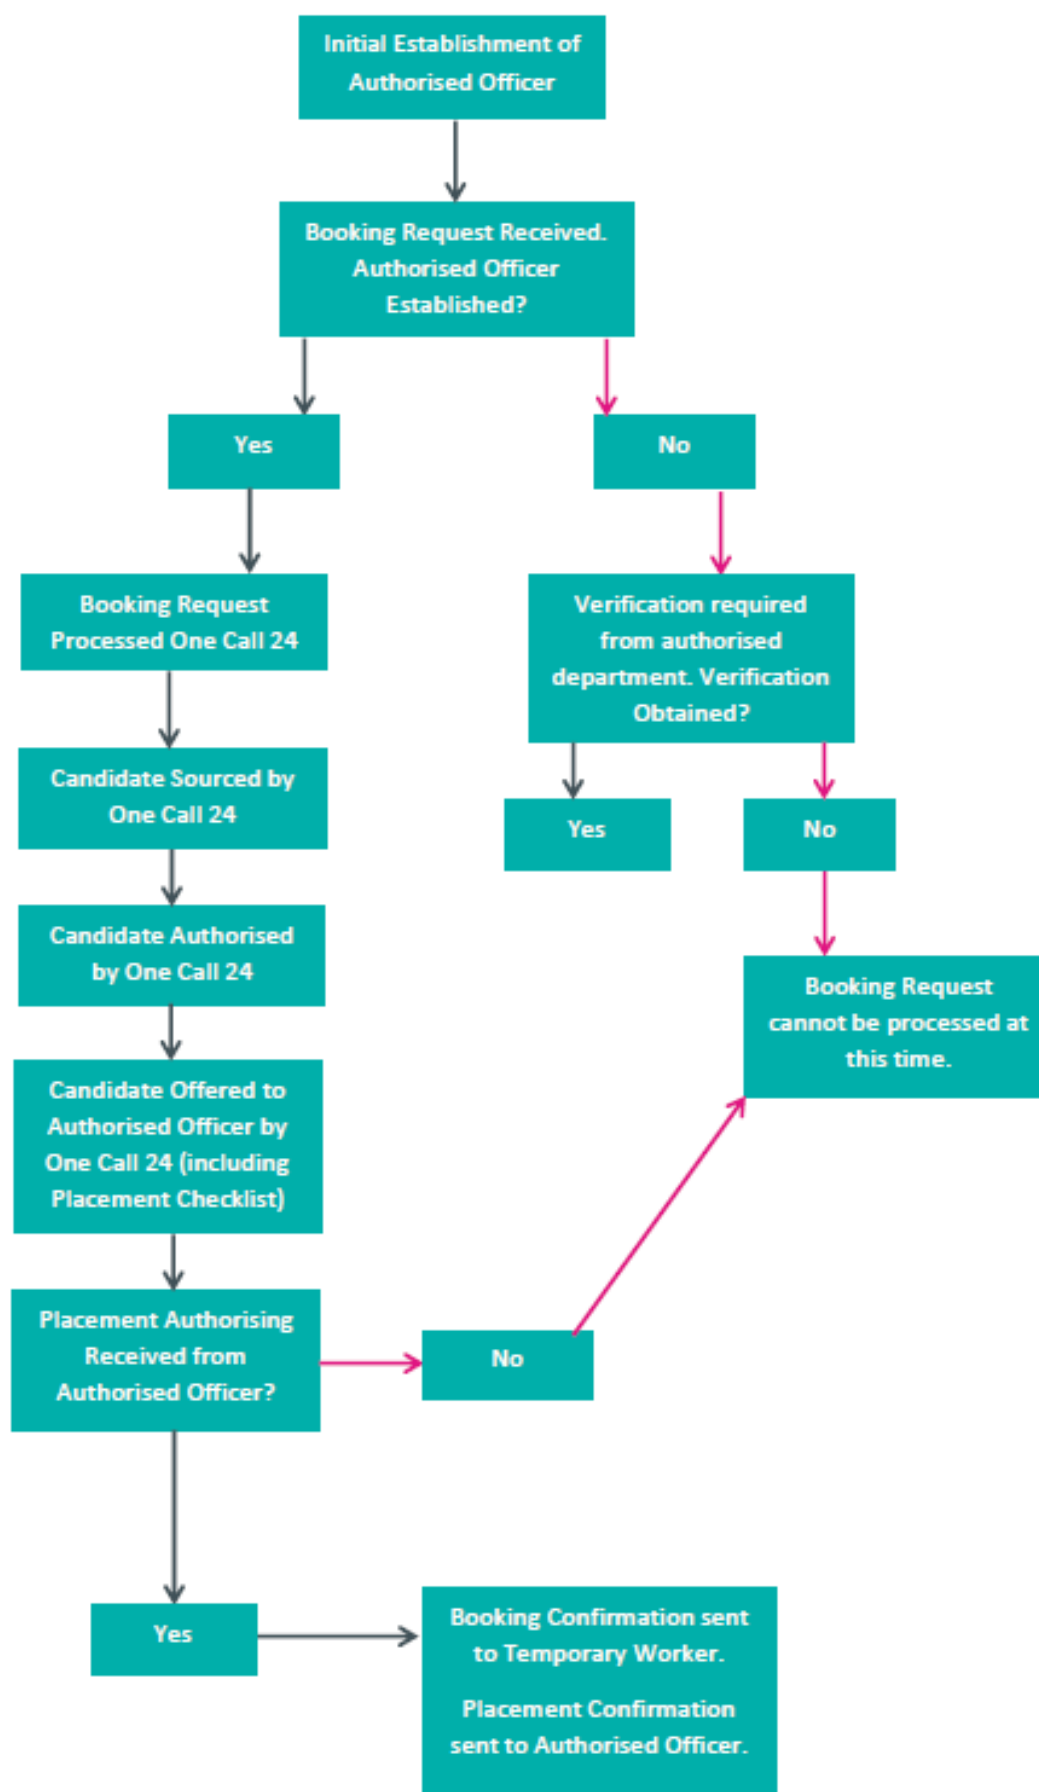 Initial Establishment of
Authorised Officer
Booking Request Received.
Authorised Officer
Established?
Yes
No
Booking Request
Processed One Call 24
Verification required
from authorised
department. Verification
Obtained?
Candidate Sourced by
One Call 24
Yes
No
Candidate Authorised
by One Call 24
Booking Request
cannot be processed at
this time.
Candidate Offered to
Authorised Officer by
One Call 24 (including
Placement Checklist)
Placement Authorising
Received from
Authorised Officer?
No
Yes
Booking Confirmation sent
to Temporary Worker.
Placement Confirmation
sent to Authorised Officer.